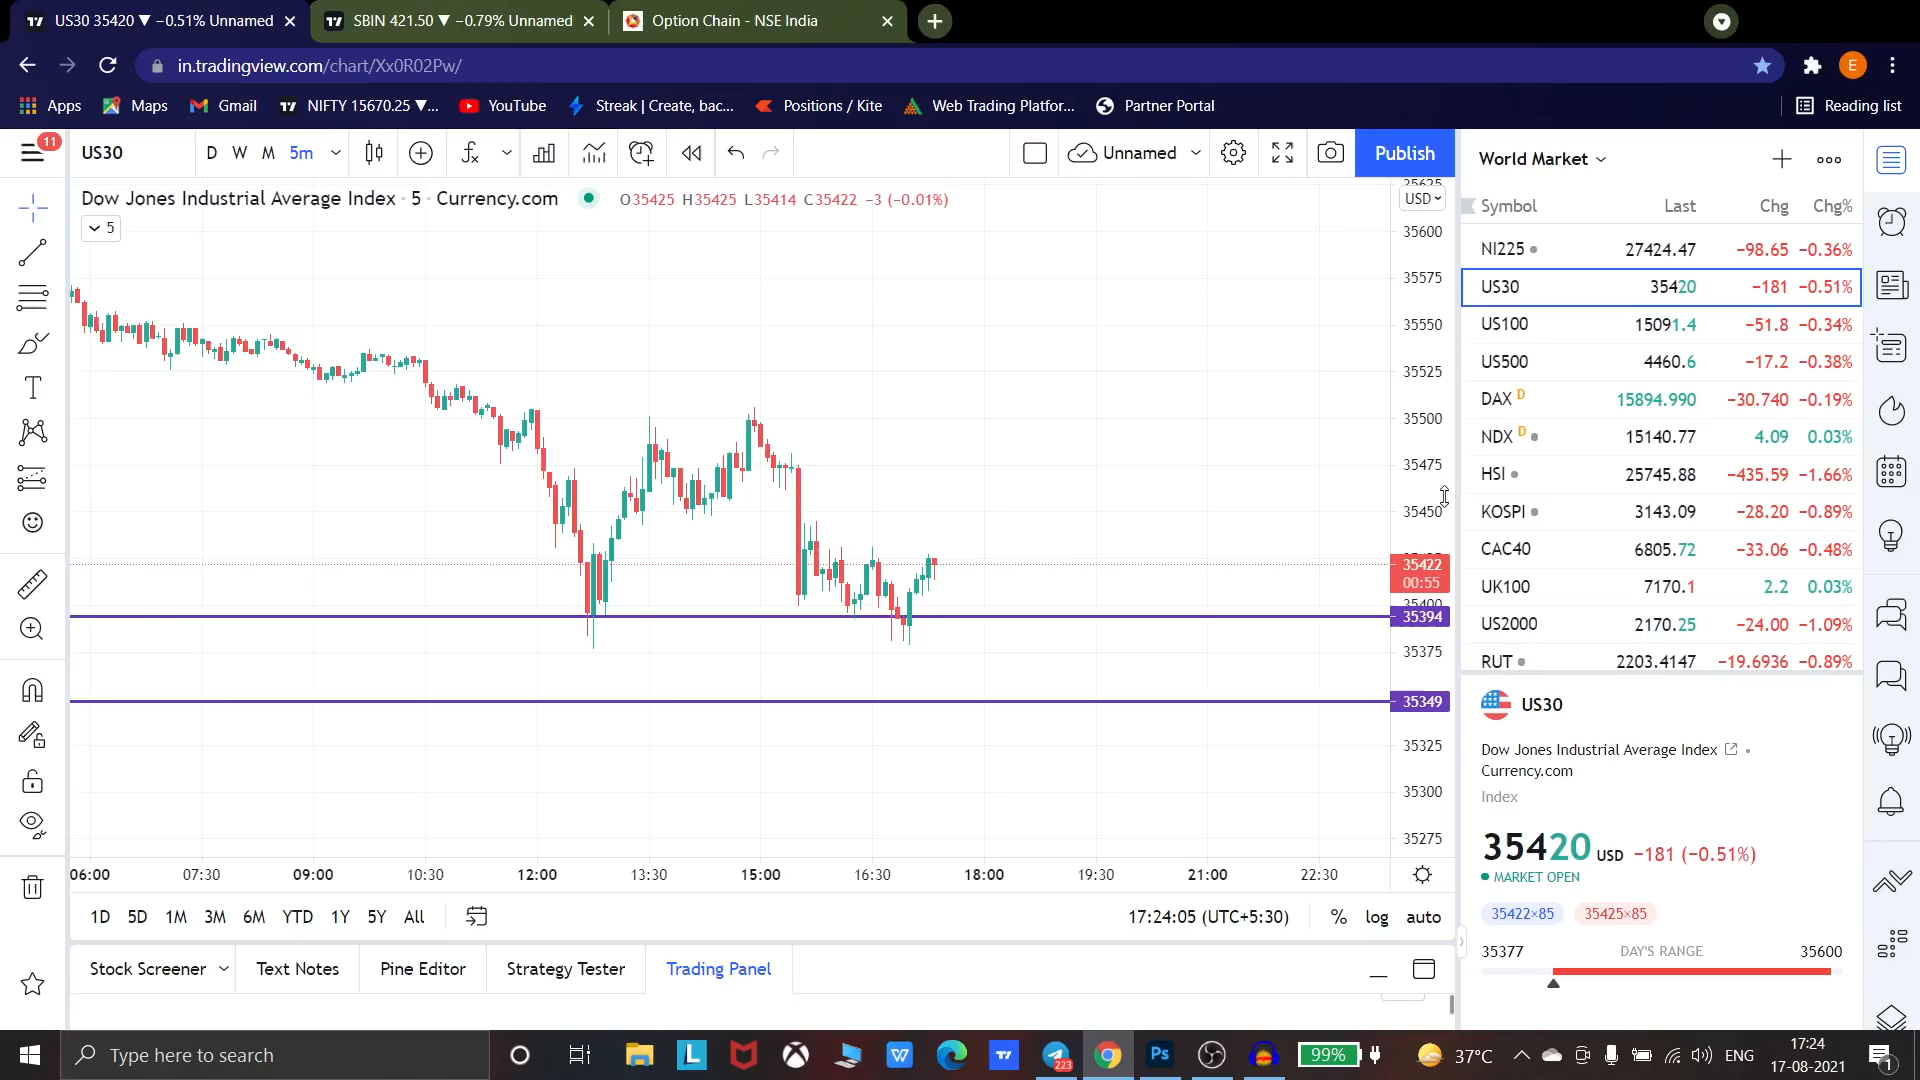 US30 35420 ▼ −0.51% Unnamed
SBIN 421.50 ▼ −0.79% Unnamed
Option Chain - NSE India
in.tradingview.com/chart/Xx0R02Pw/
E
Apps
Maps
Gmail
NIFTY 15670.25 ▼...
YouTube
Streak | Create, bac...
Positions / Kite
Web Trading Platfor...
Partner Portal
Reading list
11
US30
D W M 5m
Unnamed
Publish
Dow Jones Industrial Average Index · 5 · Currency.com
O35425 H35425 L35414 C35422 −3 (−0.01%)
5
USD
35625
35600
35575
35550
35525
35500
35475
35450
35422
00:55
35400
35394
35375
35349
35325
35300
35275
06:00 07:30 09:00 10:30 12:00 13:30 15:00 16:30 18:00 19:30 21:00 22:30
1D 5D 1M 3M 6M YTD 1Y 5Y All
17:24:05 (UTC+5:30)
% log auto
Stock Screener
Text Notes
Pine Editor
Strategy Tester
Trading Panel
World Market
Symbol Last Chg Chg%
NI225 27424.47 −98.65 −0.36%
US30 35420 −181 −0.51%
US100 15091.4 −51.8 −0.34%
US500 4460.6 −17.2 −0.38%
DAX D 15894.990 −30.740 −0.19%
NDX D 15140.77 4.09 0.03%
HSI 25745.88 −435.59 −1.66%
KOSPI 3143.09 −28.20 −0.89%
CAC40 6805.72 −33.06 −0.48%
UK100 7170.1 2.2 0.03%
US2000 2170.25 −24.00 −1.09%
RUT 2203.4147 −19.6936 −0.89%
US30
Dow Jones Industrial Average Index
Currency.com
Index
35420 USD −181 (−0.51%)
MARKET OPEN
35422×85 35425×85
35377 DAY'S RANGE 35600
Type here to search
L
W
223
Ps
99%
37°C
ENG
17:24
17-08-2021
1